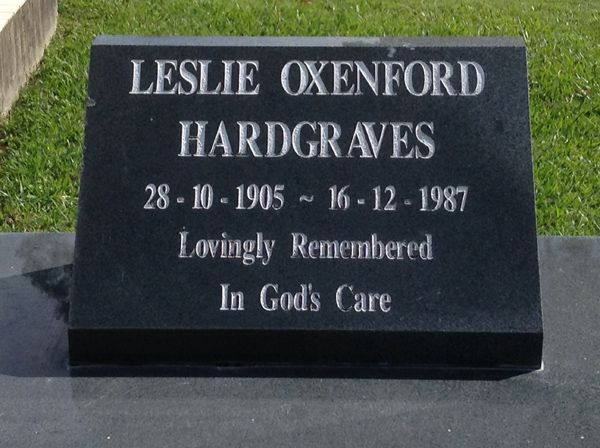 LESLIE OXENFORD
HARDGRAVES
28 - 10 - 1905 ~ 16 - 12 - 1987
Lovingly Remembered
In God's Care